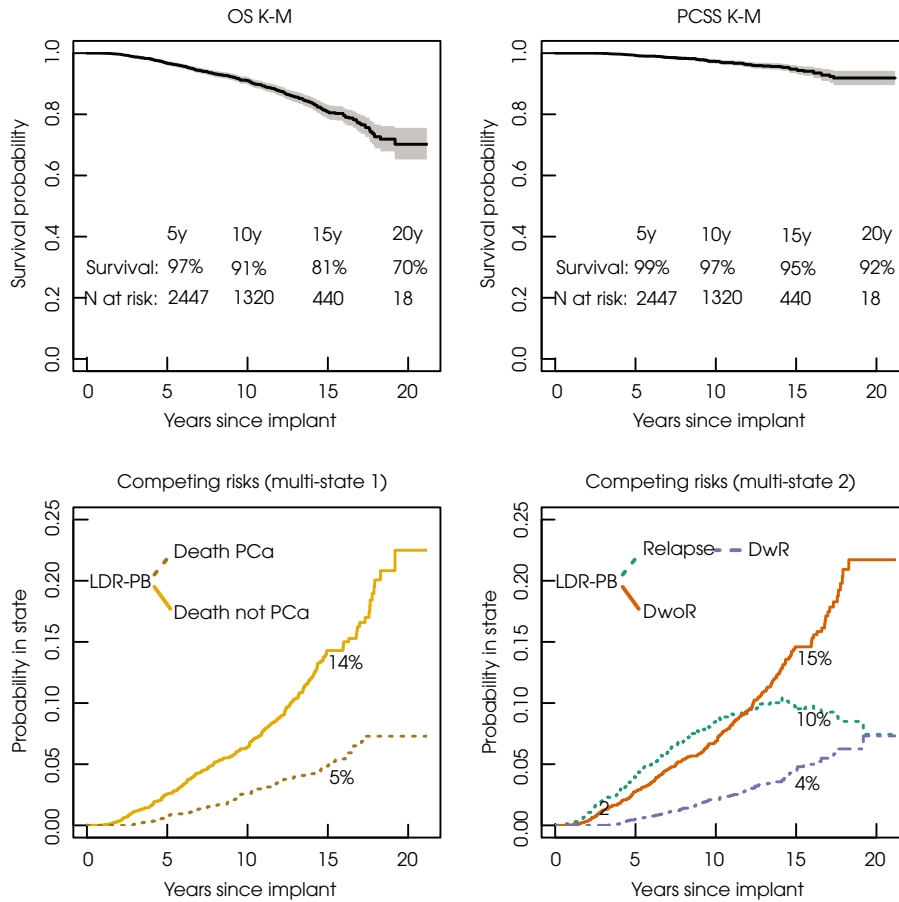 OS K-M
Survival probability
1.0
0.8
0.6
0.4
0.2
0.0
5y 10y 15y 20y
Survival: 97% 91% 81% 70%
N at risk: 2447 1320 440 18
0 5 10 15 20
Years since implant
PCSS K-M
Survival probability
1.0
0.8
0.6
0.4
0.2
0.0
5y 10y 15y 20y
Survival: 99% 97% 95% 92%
N at risk: 2447 1320 440 18
0 5 10 15 20
Years since implant
Competing risks (multi-state 1)
Probability in state
0.25
0.20
0.15
0.10
0.05
0.00
Death PCa
LDR-PB
Death not PCa
14%
5%
0 5 10 15 20
Years since implant
Competing risks (multi-state 2)
Probability in state
0.25
0.20
0.15
0.10
0.05
0.00
Relapse DwR
LDR-PB
DwoR
15%
10%
4%
2
0 5 10 15 20
Years since implant